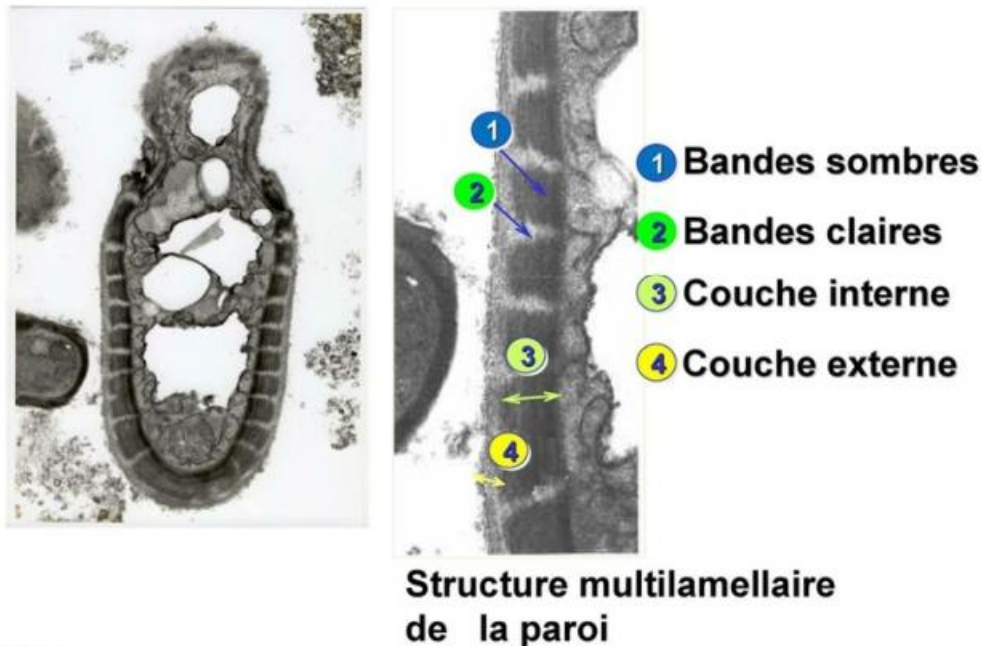 1 Bandes sombres
2 Bandes claires
3 Couche interne
4 Couche externe
1
2
3
4
Structure multilamellaire
de la paroi